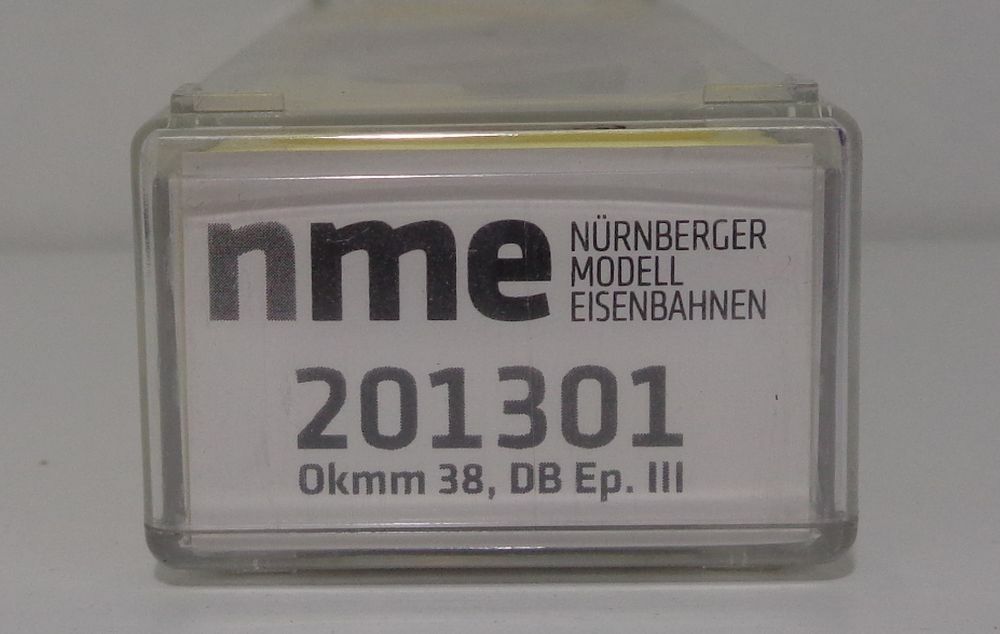 nme
NÜRNBERGER
MODELL
EISENBAHNEN
201301
Okmm 38, DB Ep. III